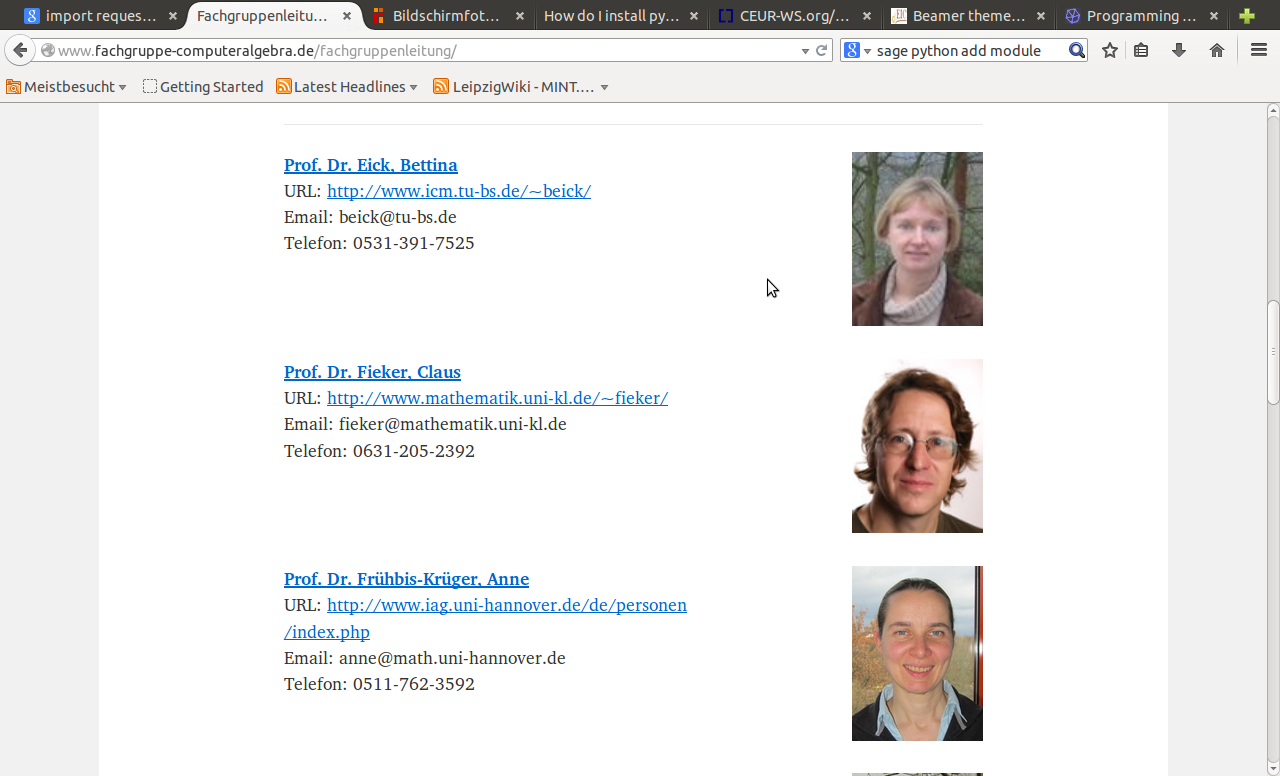 import reques...
Fachgruppenleitu...
Bildschirmfot...
How do I install py...
CEUR-WS.org/...
Beamer theme...
Programming ...
www.fachgruppe-computeralgebra.de/fachgruppenleitung/
sage python add module
Meistbesucht
Getting Started
Latest Headlines
LeipzigWiki - MINT....
Prof. Dr. Eick, Bettina
URL: http://www.icm.tu-bs.de/~beick/
Email: beick@tu-bs.de
Telefon: 0531-391-7525
Prof. Dr. Fieker, Claus
URL: http://www.mathematik.uni-kl.de/~fieker/
Email: fieker@mathematik.uni-kl.de
Telefon: 0631-205-2392
Prof. Dr. Frühbis-Krüger, Anne
URL: http://www.iag.uni-hannover.de/de/personen
/index.php
Email: anne@math.uni-hannover.de
Telefon: 0511-762-3592